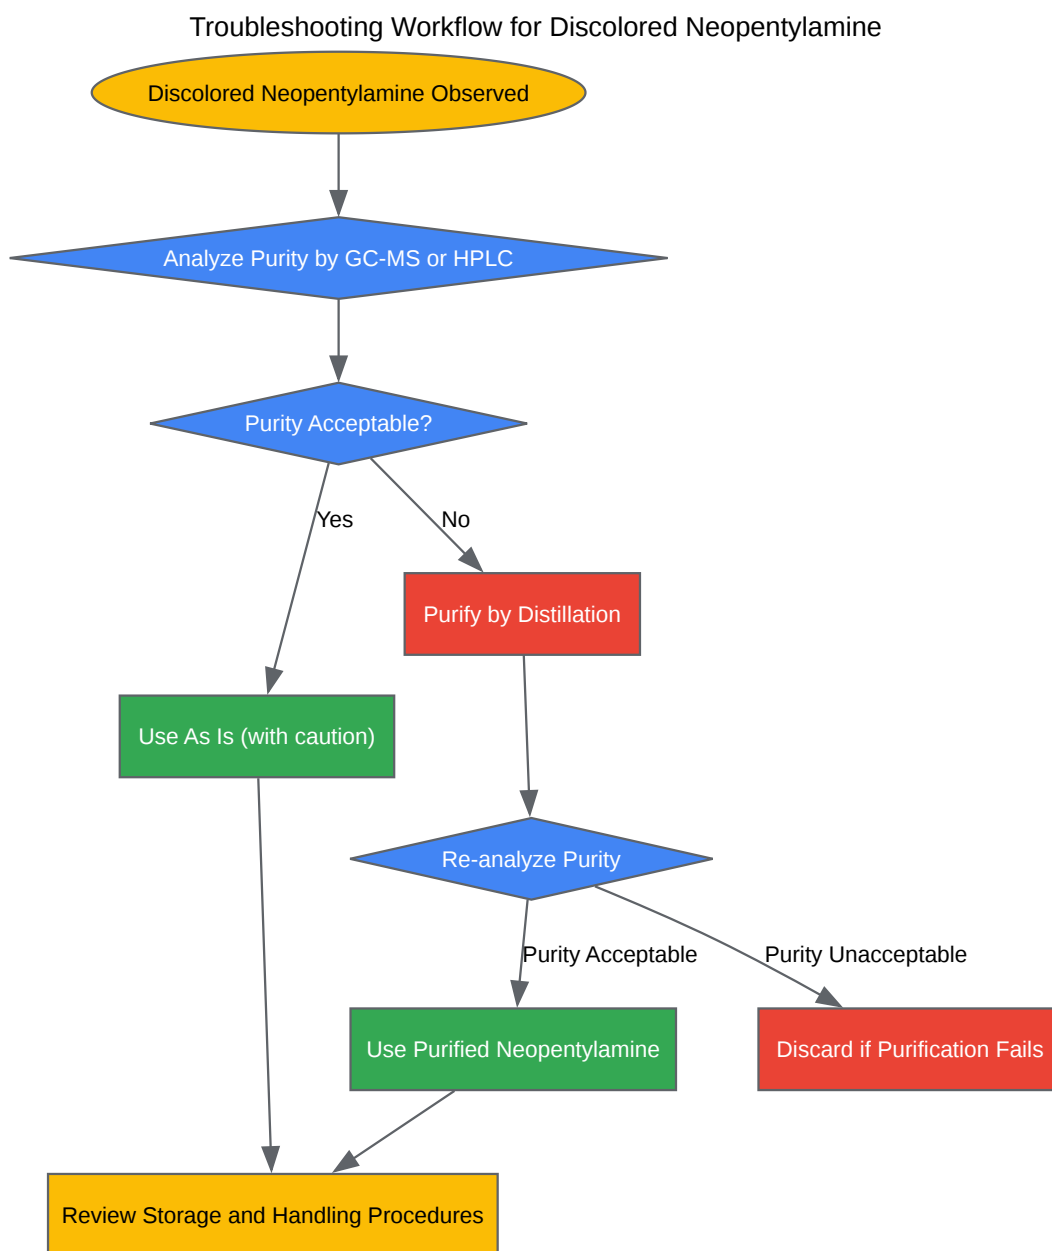 Troubleshooting Workflow for Discolored Neopentylamine
Discolored Neopentylamine Observed
Analyze Purity by GC-MS or HPLC
Purity Acceptable?
Yes
No
Purify by Distillation
Use As Is (with caution)
Re-analyze Purity
Purity Acceptable
Purity Unacceptable
Use Purified Neopentylamine
Discard if Purification Fails
Review Storage and Handling Procedures